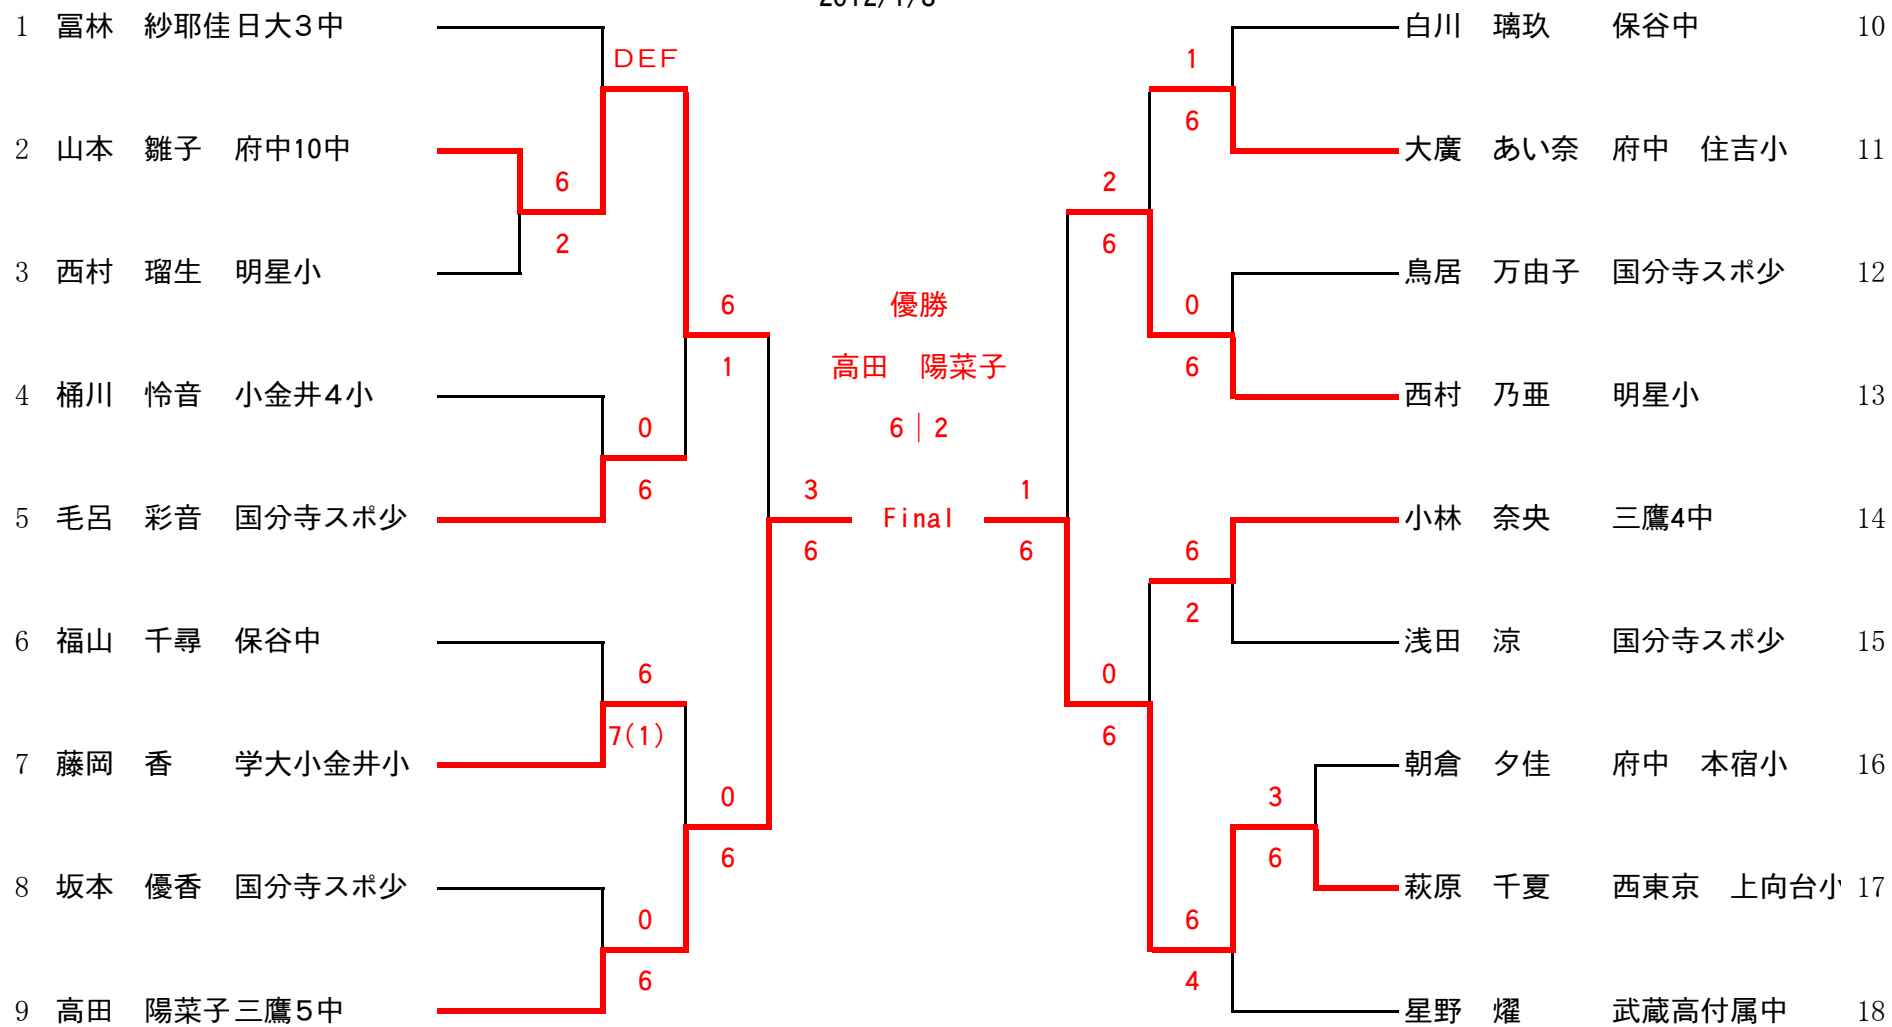 1 冨林 紗耶佳 日大3中
DEF
2 山本 雛子 府中10中
6
2
3 西村 瑠生 明星小
6
1
4 桶川 怜音 小金井4小
0
6
5 毛呂 彩音 国分寺スポ少
3
6
6 福山 千尋 保谷中
6
7(1)
7 藤岡 香 学大小金井小
0
6
8 坂本 優香 国分寺スポ少
0
6
9 高田 陽菜子 三鷹5中
優勝
高田 陽菜子
6|2
Final
白川 璃玖 保谷中 10
1
6
大廣 あい奈 府中 住吉小 11
2
6
鳥居 万由子 国分寺スポ少 12
0
6
西村 乃亜 明星小 13
1
6
小林 奈央 三鷹4中 14
6
2
浅田 涼 国分寺スポ少 15
0
6
朝倉 夕佳 府中 本宿小 16
3
6
萩原 千夏 西東京 上向台小 17
6
4
星野 燿 武蔵高付属中 18